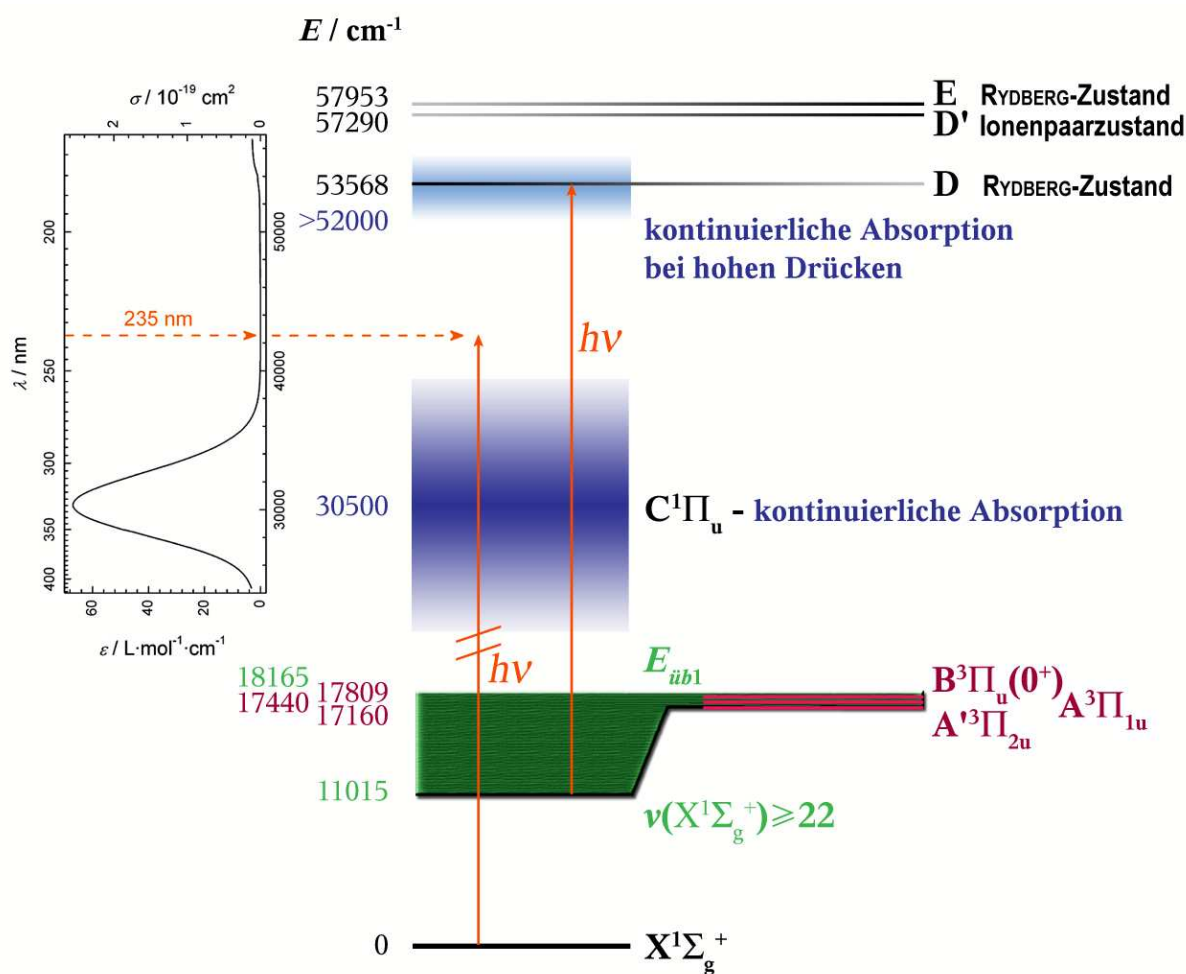 E / cm⁻¹
σ / 10⁻¹⁹ cm²
2 1 0
57953
57290
53568
>52000
E RYDBERG-Zustand
D' Ionenpaarzustand
D RYDBERG-Zustand
kontinuierliche Absorption
bei hohen Drücken
200
250
300
350
400
λ / nm
50000
40000
30000
235 nm
hν
30500
C¹Πᵤ - kontinuierliche Absorption
60 40 20 0
ε / L·mol⁻¹·cm⁻¹
hν
18165
17440
17809
17160
11015
E_üb1
B³Πᵤ(0⁺)
A³Π₁ᵤ
A'³Π₂ᵤ
ν(X¹Σg⁺)⩾22
0
X¹Σg⁺